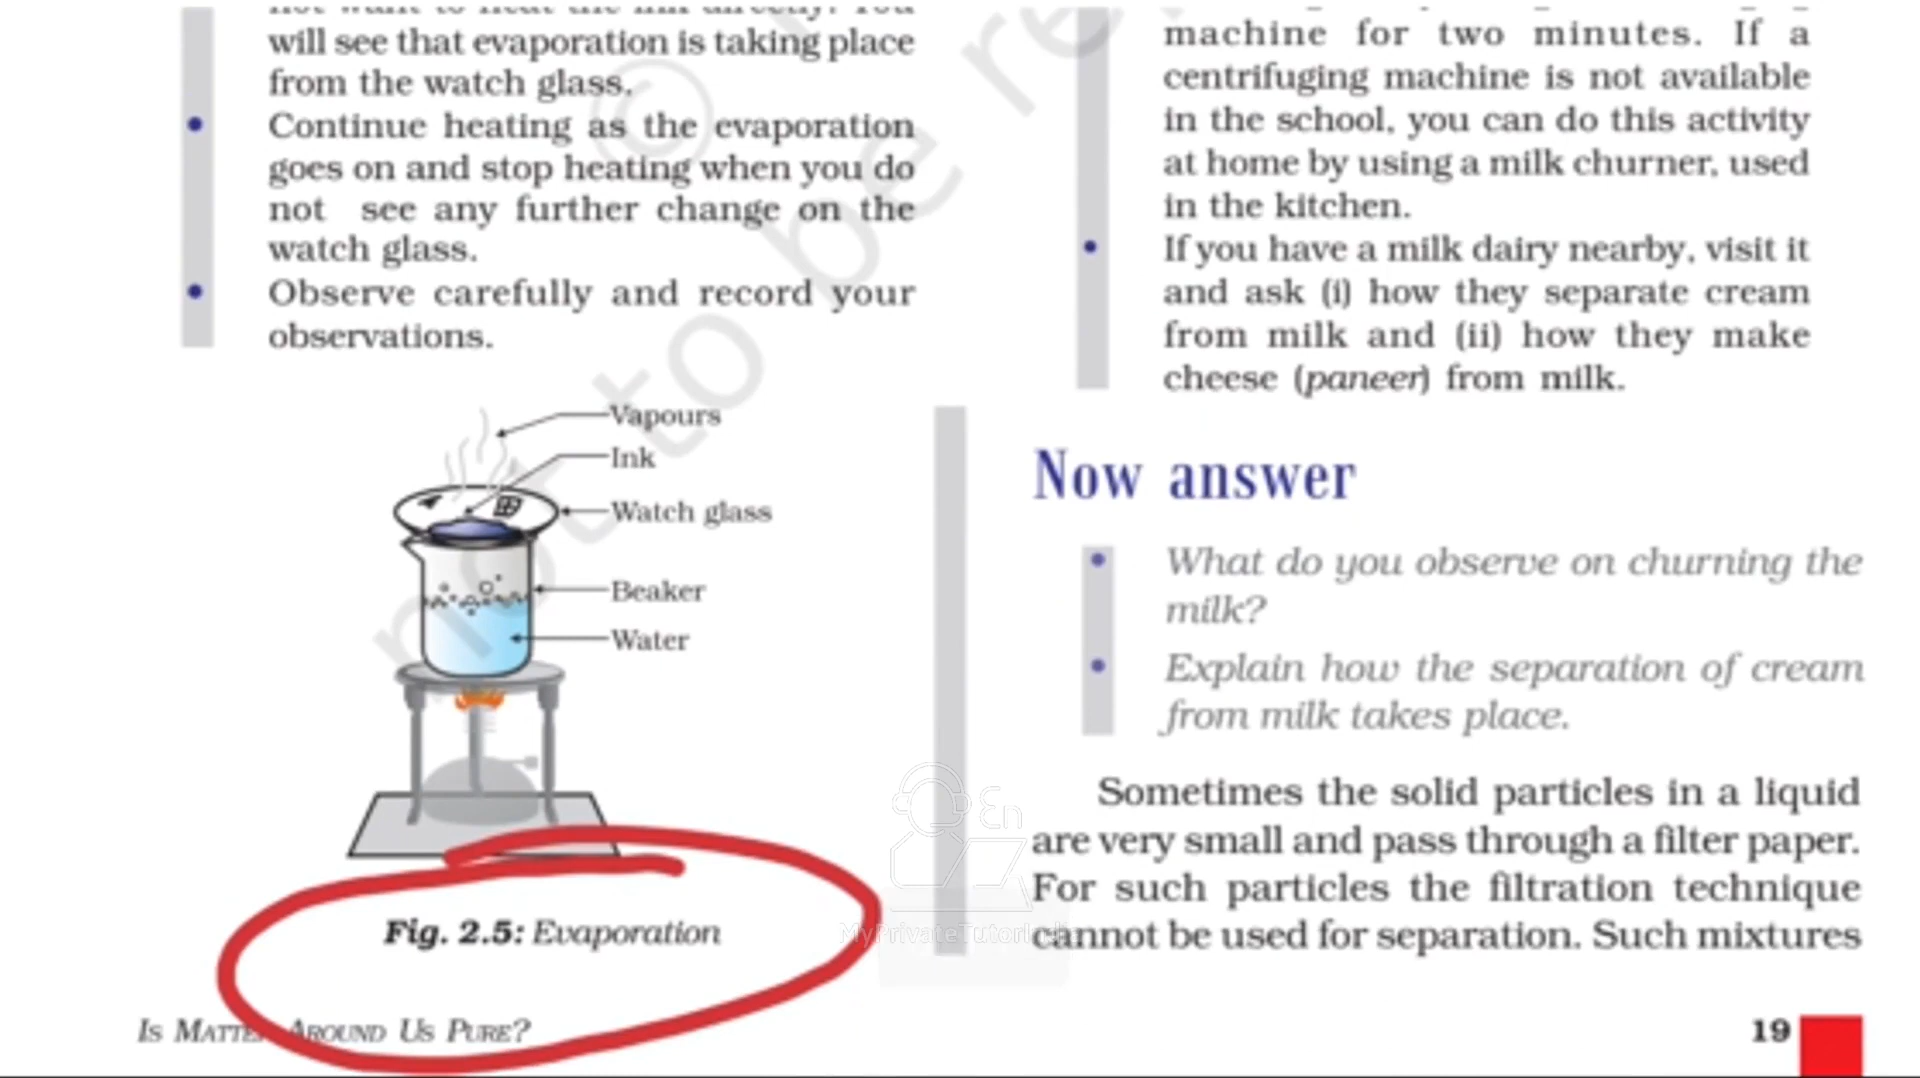 will see that evaporation is taking place
from the watch glass.
• Continue heating as the evaporation
goes on and stop heating when you do
not see any further change on the
watch glass.
• Observe carefully and record your
observations.
Vapours
Ink
Watch glass
Beaker
Water
Fig. 2.5: Evaporation
machine for two minutes. If a
centrifuging machine is not available
in the school, you can do this activity
at home by using a milk churner, used
in the kitchen.
• If you have a milk dairy nearby, visit it
and ask (i) how they separate cream
from milk and (ii) how they make
cheese (paneer) from milk.
Now answer
• What do you observe on churning the
milk?
• Explain how the separation of cream
from milk takes place.
Sometimes the solid particles in a liquid
are very small and pass through a filter paper.
For such particles the filtration technique
cannot be used for separation. Such mixtures
Is Matter Around Us Pure?
19
not to be re
©
En